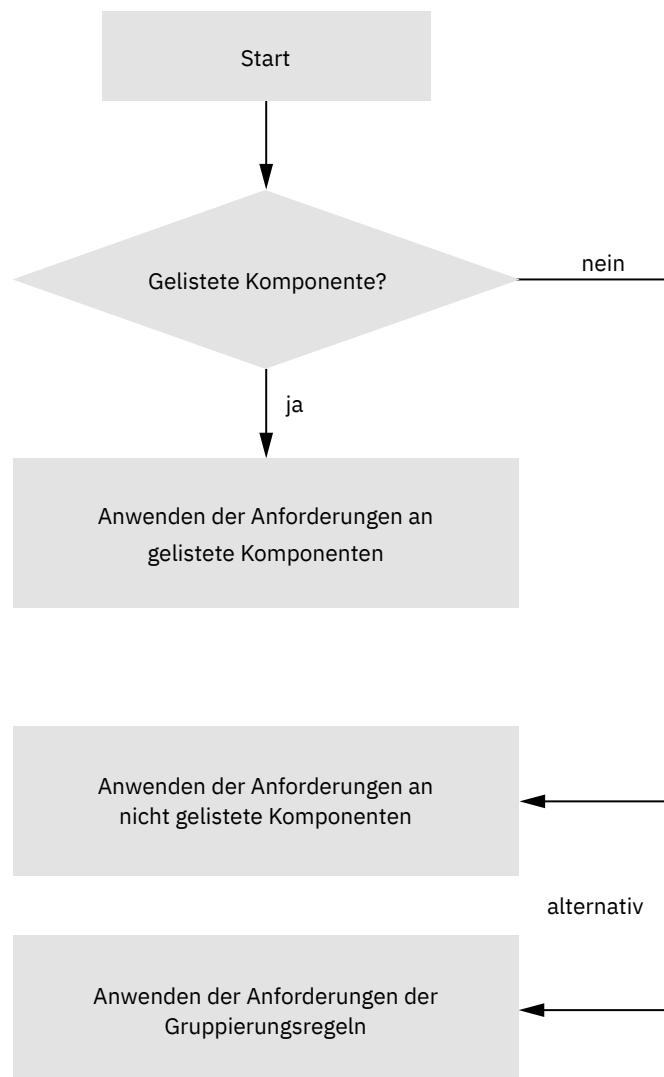 Start
Gelistete Komponente?
nein
ja
Anwenden der Anforderungen an
gelistete Komponenten
Anwenden der Anforderungen an
nicht gelistete Komponenten
alternativ
Anwenden der Anforderungen der
Gruppierungsregeln